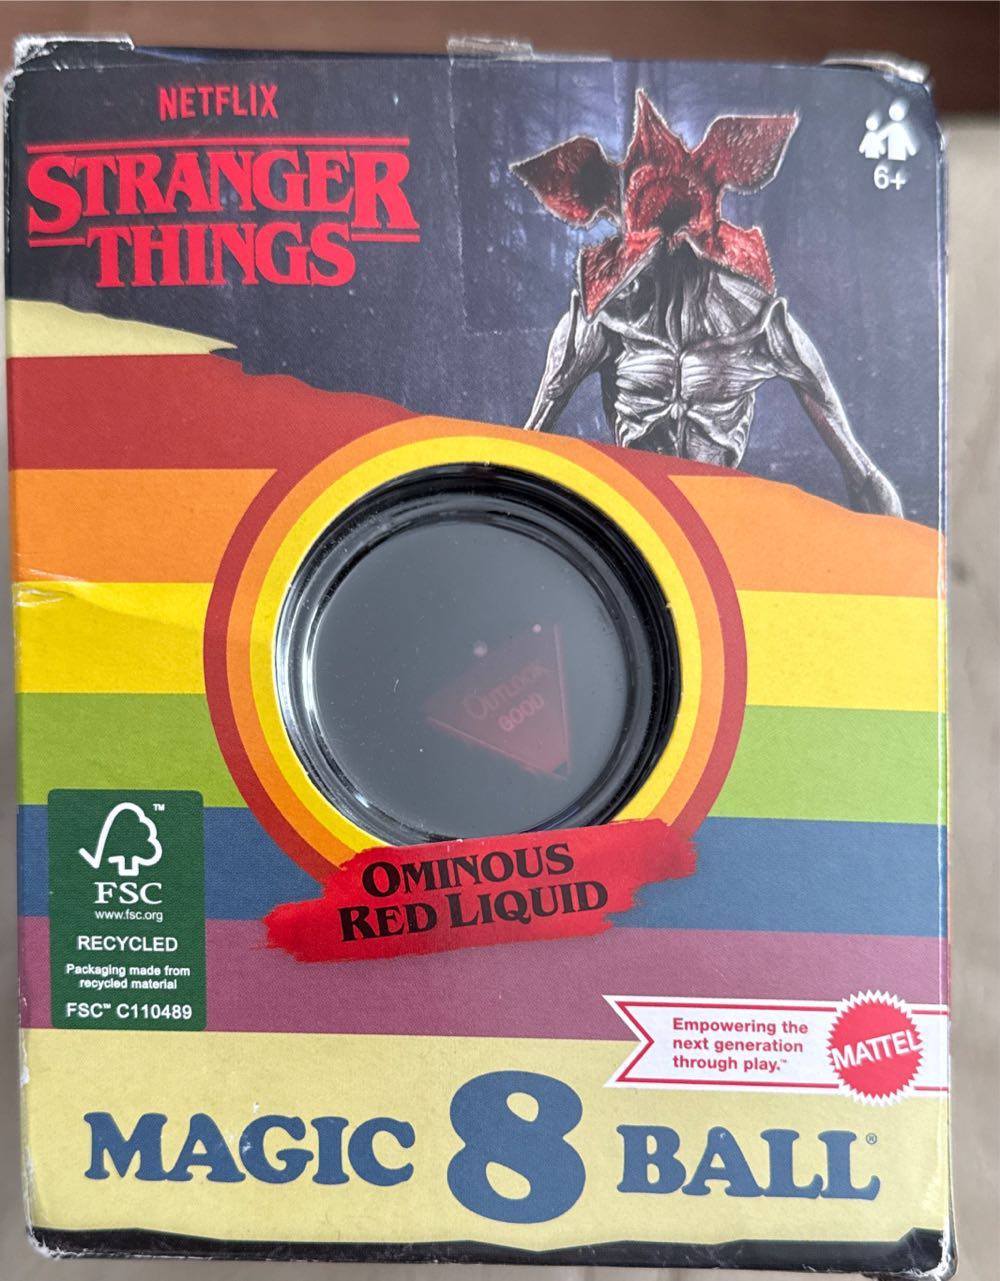 NETFLIX
STRANGER
THINGS
6+
OUTLOOK
GOOD
OMINOUS
RED LIQUID
™
FSC
www.fsc.org
RECYCLED
Packaging made from
recycled material
FSC™ C110489
Empowering the
next generation
through play.™
MATTEL
MAGIC 8 BALL®